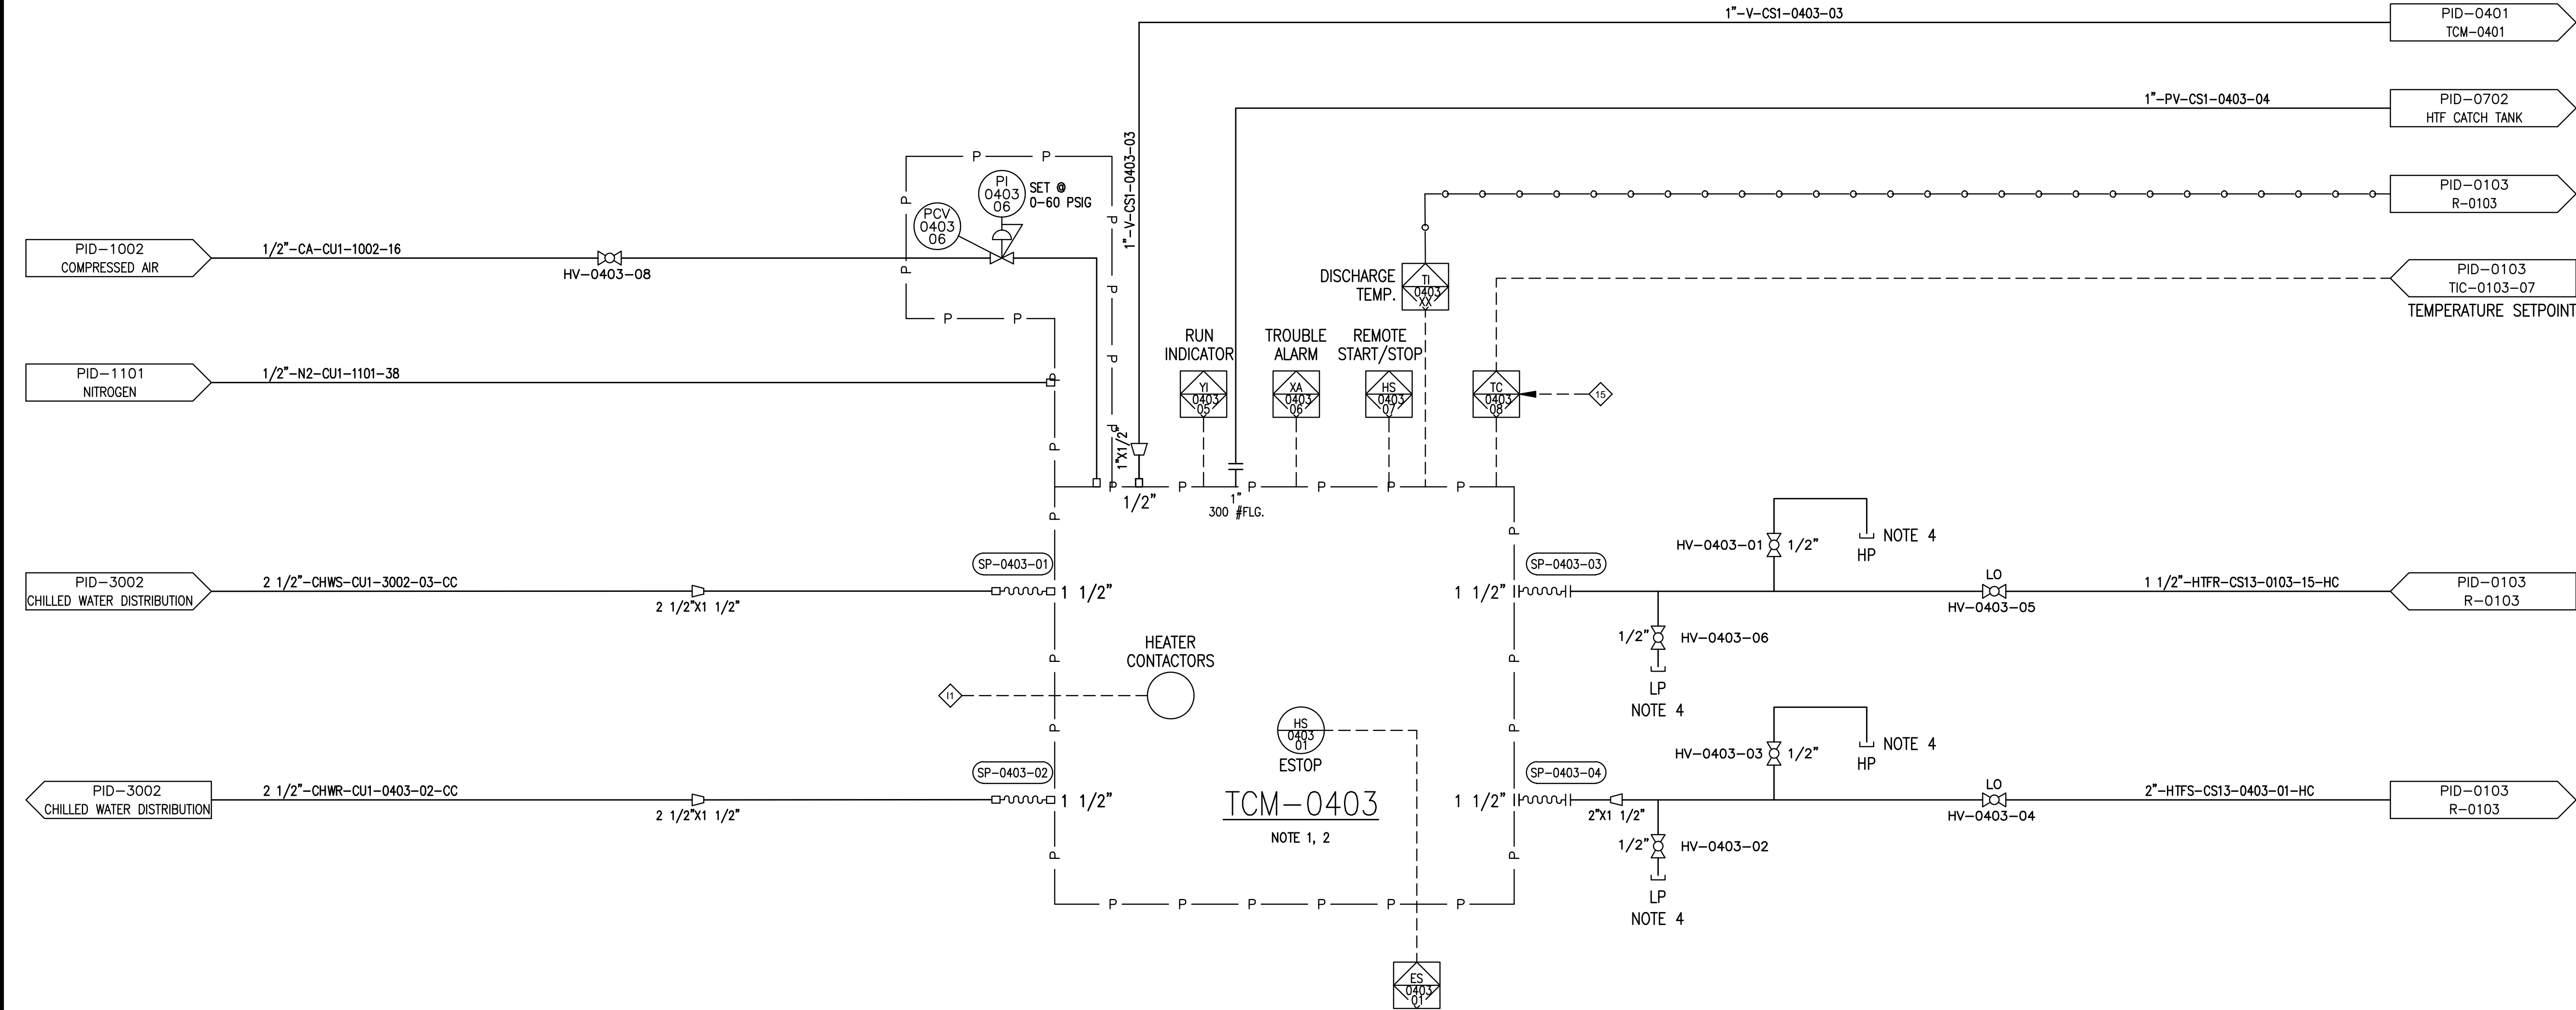 1"-V-CS1-0403-03
PID-0401
TCM-0401
1"-PV-CS1-0403-04
PID-0702
HTF CATCH TANK
1"-V-CS1-0403-03
P P
P P
P P P P
P P
PI
0403
06
SET @
0-60 PSIG
PCV
0403
06
PID-0103
R-0103
PID-1002
COMPRESSED AIR
1/2"-CA-CU1-1002-16
HV-0403-08
DISCHARGE
TEMP.
TI
0403
XX
PID-0103
TIC-0103-07
TEMPERATURE SETPOINT
RUN
INDICATOR
TROUBLE
ALARM
REMOTE
START/STOP
PID-1101
NITROGEN
1/2"-N2-CU1-1101-38
P
P
YI
0403
05
XA
0403
06
HS
0403
07
TC
0403
08
15
1"X1/2"
P P P P P P
1/2"
1"
300 #FLG.
P P P P P
P P P P P
SP-0403-01
SP-0403-03
HV-0403-01
1/2"
NOTE 4
HP
PID-3002
CHILLED WATER DISTRIBUTION
2 1/2"-CHWS-CU1-3002-03-CC
2 1/2"X1 1/2"
1 1/2"
1 1/2"
LO
HV-0403-05
1 1/2"-HTFR-CS13-0103-15-HC
PID-0103
R-0103
1/2"
HV-0403-06
LP
NOTE 4
HEATER
CONTACTORS
I1
HS
0403
01
ESTOP
HV-0403-03
1/2"
NOTE 4
HP
SP-0403-02
SP-0403-04
PID-3002
CHILLED WATER DISTRIBUTION
2 1/2"-CHWR-CU1-0403-02-CC
2 1/2"X1 1/2"
1 1/2"
TCM-0403
NOTE 1, 2
1 1/2"
2"X1 1/2"
LO
HV-0403-04
2"-HTFS-CS13-0403-01-HC
PID-0103
R-0103
1/2"
HV-0403-02
LP
NOTE 4
P P P P P P
ES
0403
01